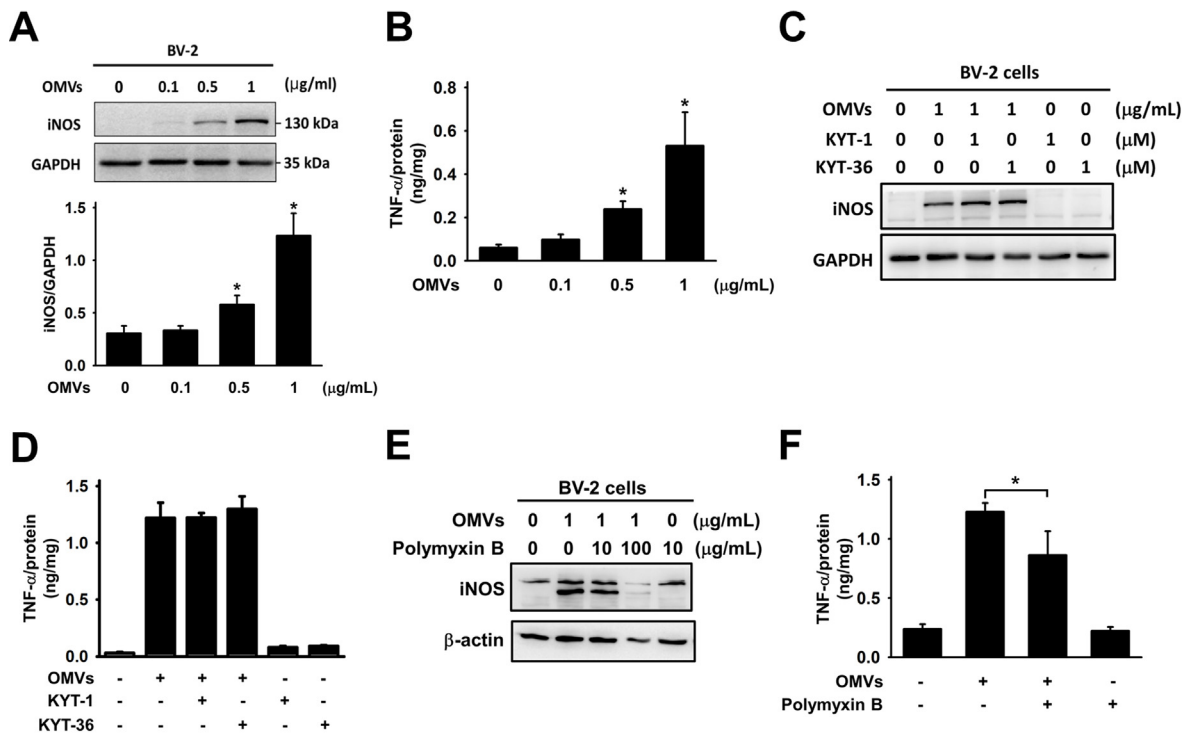 A
BV-2
OMVs 0 0.1 0.5 1 (μg/ml)
iNOS 130 kDa
GAPDH 35 kDa
1.5
1.0
0.5
0.0
iNOS/GAPDH
* *
OMVs 0 0.1 0.5 1 (μg/mL)
B
0.8
0.6
0.4
0.2
0.0
TNF-α/protein
(ng/mg)
* *
OMVs 0 0.1 0.5 1 (μg/mL)
C
BV-2 cells
OMVs 0 1 1 1 0 0 (μg/mL)
KYT-1 0 0 1 0 1 0 (μM)
KYT-36 0 0 0 1 0 1 (μM)
iNOS
GAPDH
D
1.5
1.0
0.5
0.0
TNF-α/protein
(ng/mg)
OMVs - + + + - -
KYT-1 - - + - + -
KYT-36 - - - + - +
E
BV-2 cells
OMVs 0 1 1 1 0 (μg/mL)
Polymyxin B 0 0 10 100 10 (μg/mL)
iNOS
β-actin
F
1.5
1.0
0.5
0.0
TNF-α/protein
(ng/mg)
*
OMVs - + + -
Polymyxin B - - + +